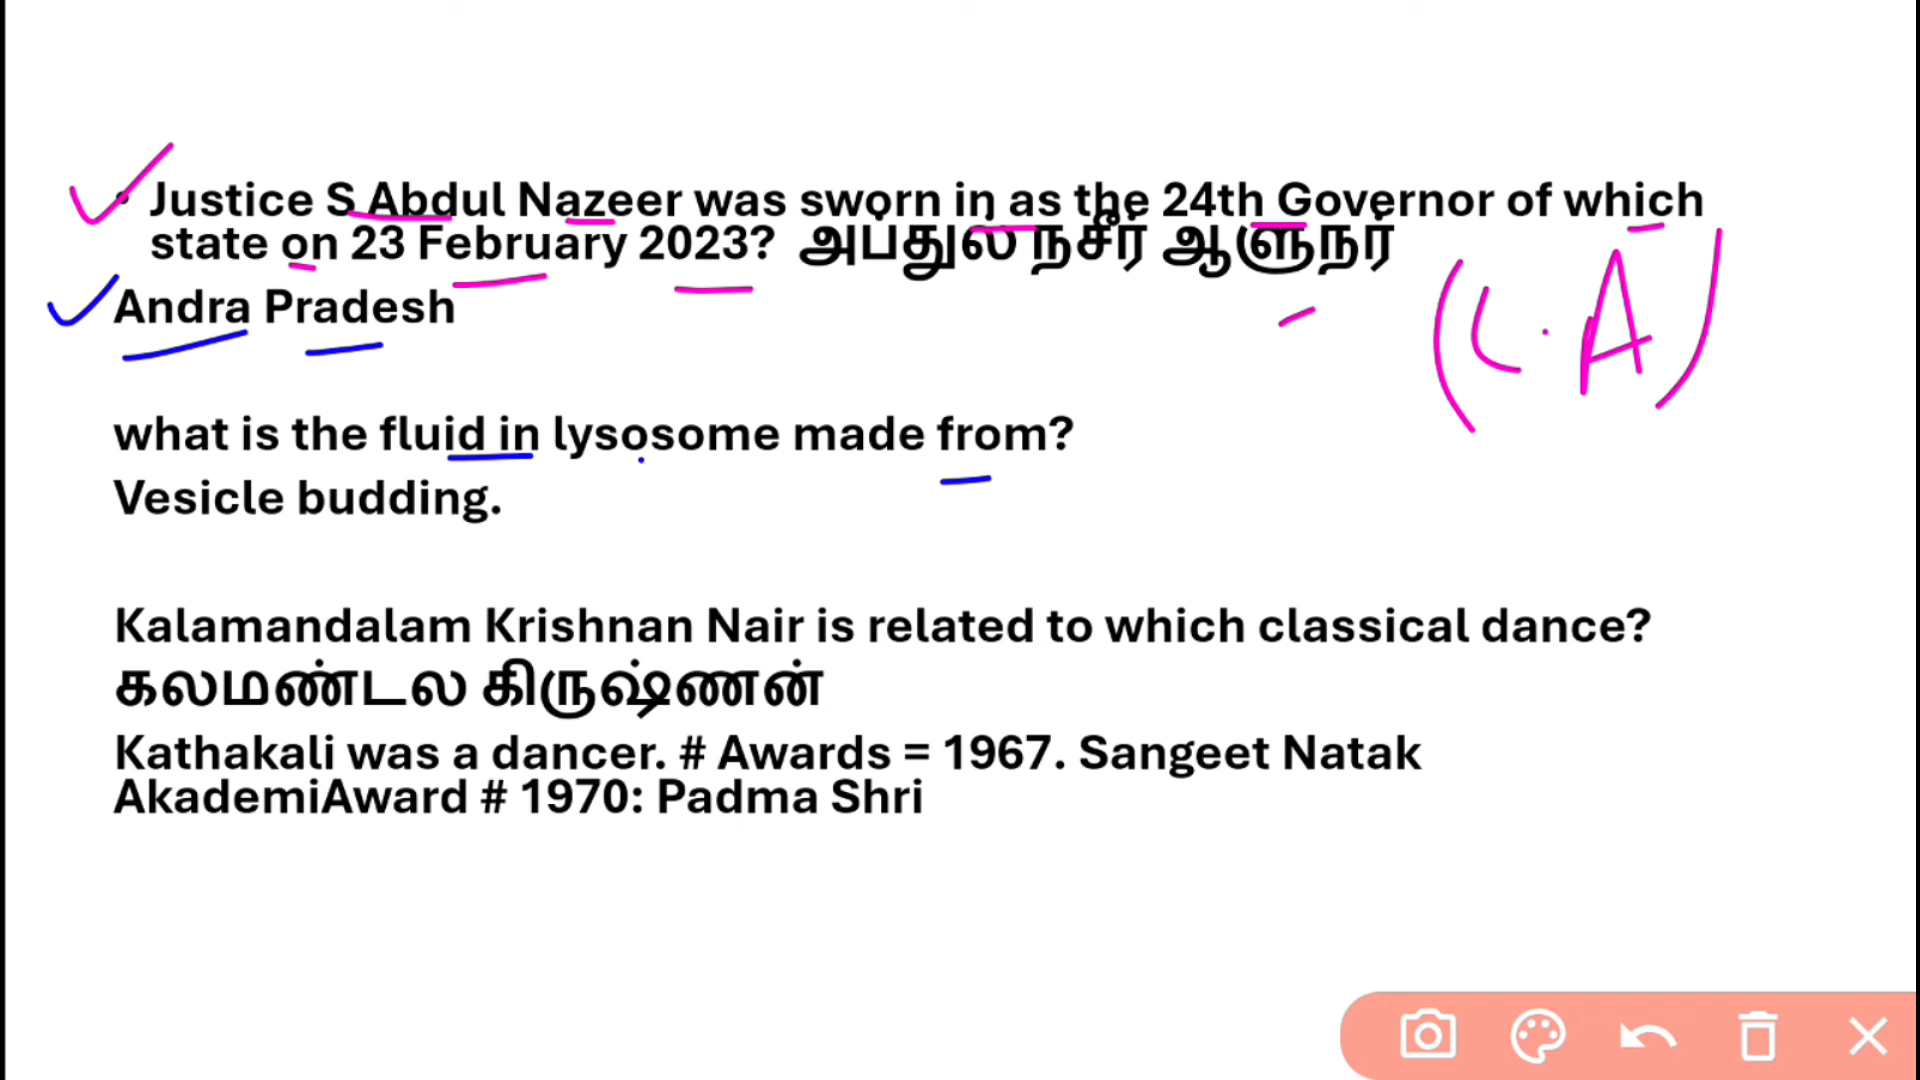 • Justice S Abdul Nazeer was sworn in as the 24th Governor of which
state on 23 February 2023? அப்துல் நசீர் ஆளுநர்
Andra Pradesh
(C.A)
what is the fluid in lysosome made from?
Vesicle budding.
Kalamandalam Krishnan Nair is related to which classical dance?
கலமண்டல கிருஷ்ணன்
Kathakali was a dancer. # Awards = 1967. Sangeet Natak
AkademiAward # 1970: Padma Shri